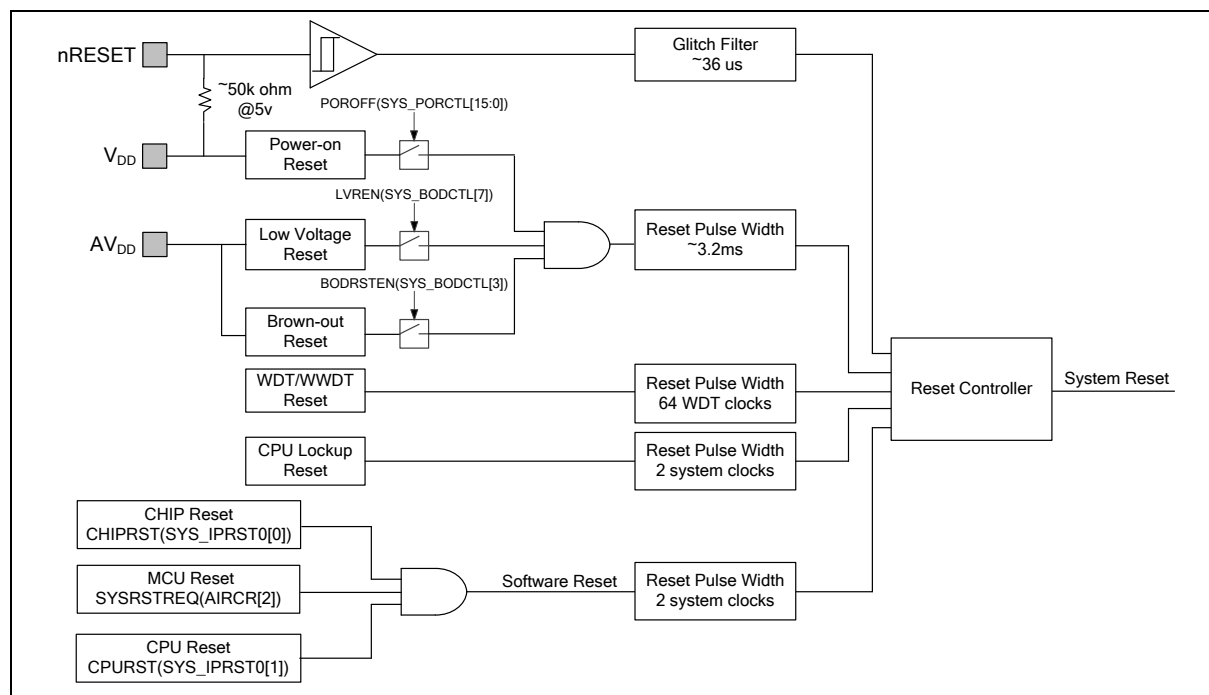 nRESET
~50k ohm
@5v
Glitch Filter
~36 us
POROFF(SYS_PORCTL[15:0])
VDD
Power-on
Reset
LVREN(SYS_BODCTL[7])
AVDD
Low Voltage
Reset
Reset Pulse Width
~3.2ms
BODRSTEN(SYS_BODCTL[3])
Brown-out
Reset
WDT/WWDT
Reset
Reset Pulse Width
64 WDT clocks
Reset Controller
System Reset
CPU Lockup
Reset
Reset Pulse Width
2 system clocks
CHIP Reset
CHIPRST(SYS_IPRST0[0])
MCU Reset
SYSRSTREQ(AIRCR[2])
Software Reset
Reset Pulse Width
2 system clocks
CPU Reset
CPURST(SYS_IPRST0[1])